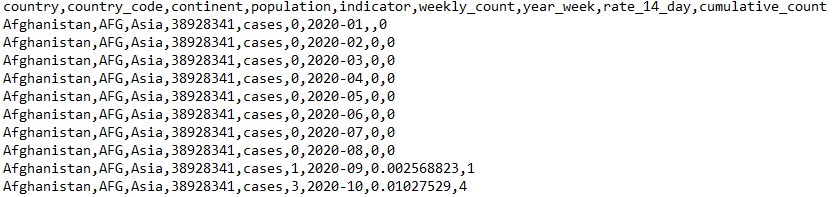 country,country_code,continent,population,indicator,weekly_count,year_week,rate_14_day,cumulative_count
Afghanistan,AFG,Asia,38928341,cases,0,2020-01,,0
Afghanistan,AFG,Asia,38928341,cases,0,2020-02,0,0
Afghanistan,AFG,Asia,38928341,cases,0,2020-03,0,0
Afghanistan,AFG,Asia,38928341,cases,0,2020-04,0,0
Afghanistan,AFG,Asia,38928341,cases,0,2020-05,0,0
Afghanistan,AFG,Asia,38928341,cases,0,2020-06,0,0
Afghanistan,AFG,Asia,38928341,cases,0,2020-07,0,0
Afghanistan,AFG,Asia,38928341,cases,0,2020-08,0,0
Afghanistan,AFG,Asia,38928341,cases,1,2020-09,0.002568823,1
Afghanistan,AFG,Asia,38928341,cases,3,2020-10,0.01027529,4